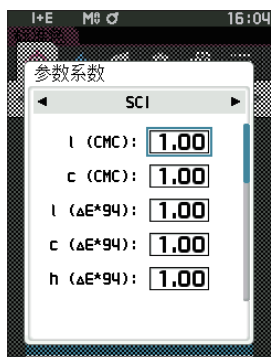 I+E M0 ♂ 16:04
参数系数
◄ SCI ►
l (CMC): 1.00
c (CMC): 1.00
l (ΔE*94): 1.00
c (ΔE*94): 1.00
h (ΔE*94): 1.00